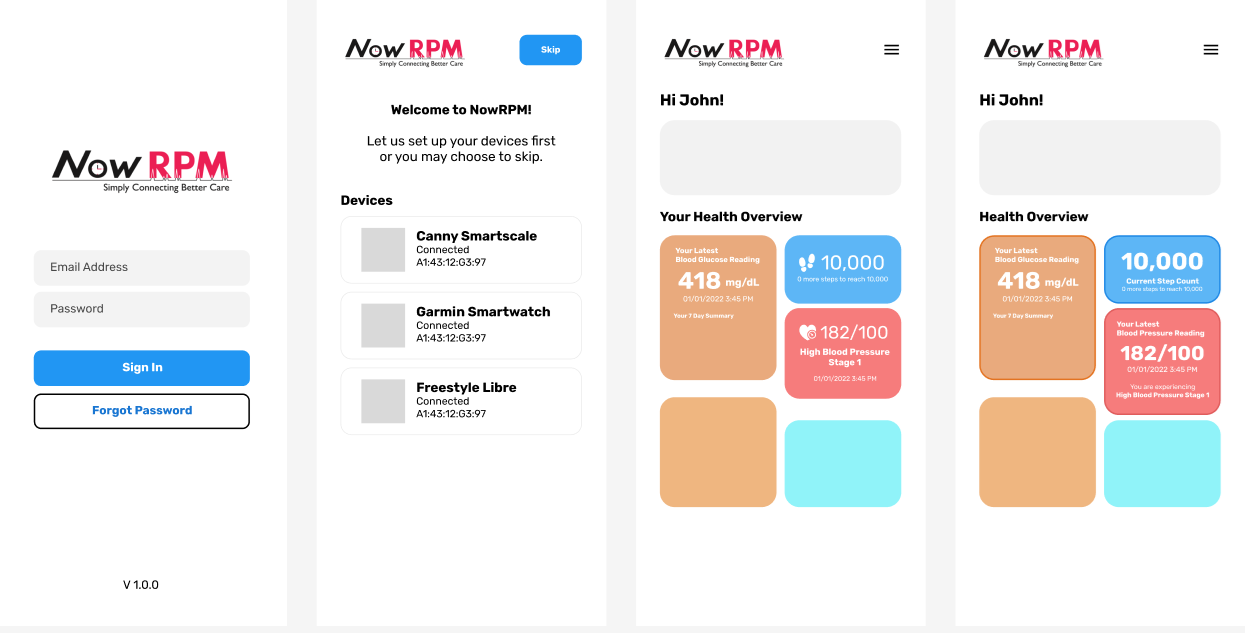 Now RPM
Simply Connecting Better Care
Email Address
Password
Sign In
Forgot Password
V 1.0.0
Now RPM
Simply Connecting Better Care
Skip
Welcome to NowRPM!
Let us set up your devices first
or you may choose to skip.
Devices
Canny Smartscale
Connected
A1:43:12:G3:97
Garmin Smartwatch
Connected
A1:43:12:G3:97
Freestyle Libre
Connected
A1:43:12:G3:97
Now RPM
Simply Connecting Better Care
Hi John!
Your Health Overview
Your Latest
Blood Glucose Reading
418 mg/dL
01/01/2022 3:45 PM
Your 7 Day Summary
10,000
0 more steps to reach 10,000
182/100
High Blood Pressure
Stage 1
01/01/2022 3:45 PM
Now RPM
Simply Connecting Better Care
Hi John!
Health Overview
Your Latest
Blood Glucose Reading
418 mg/dL
01/01/2022 3:45 PM
Your 7 Day Summary
10,000
Current Step Count
0 more steps to reach 10,000
Your Latest
Blood Pressure Reading
182/100
01/01/2022 3:45 PM
You are experiencing
High Blood Pressure Stage 1